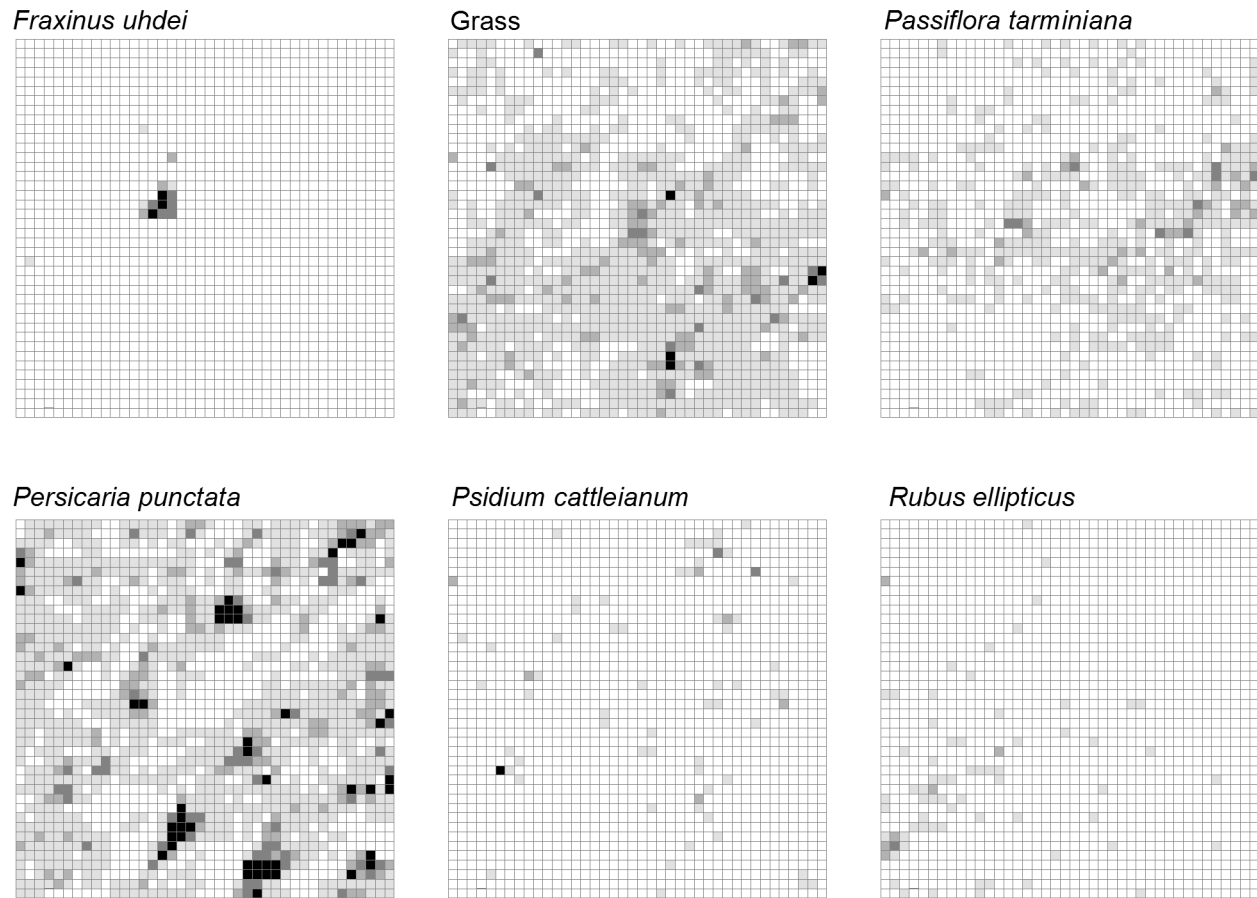 Fraxinus uhdei
Grass
Passiflora tarminiana
Persicaria punctata
Psidium cattleianum
Rubus ellipticus